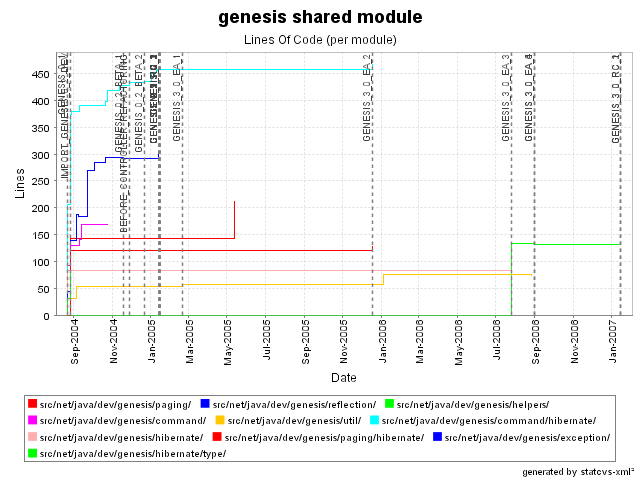 genesis shared module
Lines Of Code (per module)
Lines
450
400
350
300
250
200
150
100
50
0
BEFORE_CONTROLLER_REFACTORING
GENESIS_0_2_BETA_1
GENESIS_0_2_BETA_2
GENESIS_3_0_EA_1
GENESIS_3_0_EA_2
GENESIS_3_0_EA_3
GENESIS_3_0_RC_1
Sep-2004
Nov-2004
Jan-2005
Mar-2005
May-2005
Jul-2005
Sep-2005
Nov-2005
Jan-2006
Mar-2006
May-2006
Jul-2006
Sep-2006
Nov-2006
Jan-2007
Date
src/net/java/dev/genesis/paging/ src/net/java/dev/genesis/reflection/ src/net/java/dev/genesis/helpers/
src/net/java/dev/genesis/command/ src/net/java/dev/genesis/util/ src/net/java/dev/genesis/command/hibernate/
src/net/java/dev/genesis/hibernate/ src/net/java/dev/genesis/paging/hibernate/ src/net/java/dev/genesis/exception/
src/net/java/dev/genesis/hibernate/type/
generated by statcvs-xml²